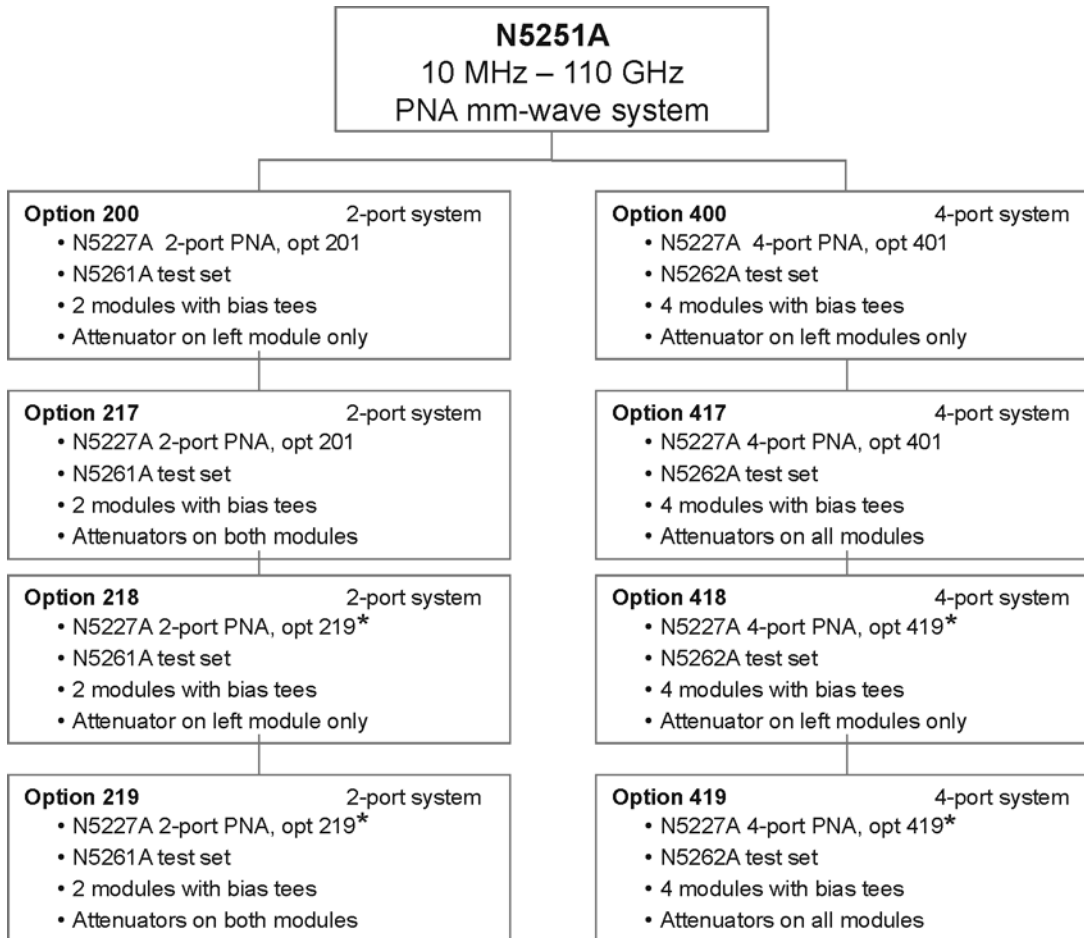 N5251A
10 MHz – 110 GHz
PNA mm-wave system
Option 200 2-port system
• N5227A 2-port PNA, opt 201
• N5261A test set
• 2 modules with bias tees
• Attenuator on left module only
Option 217 2-port system
• N5227A 2-port PNA, opt 201
• N5261A test set
• 2 modules with bias tees
• Attenuators on both modules
Option 218 2-port system
• N5227A 2-port PNA, opt 219*
• N5261A test set
• 2 modules with bias tees
• Attenuator on left module only
Option 219 2-port system
• N5227A 2-port PNA, opt 219*
• N5261A test set
• 2 modules with bias tees
• Attenuators on both modules
Option 400 4-port system
• N5227A 4-port PNA, opt 401
• N5262A test set
• 4 modules with bias tees
• Attenuator on left modules only
Option 417 4-port system
• N5227A 4-port PNA, opt 401
• N5262A test set
• 4 modules with bias tees
• Attenuators on all modules
Option 418 4-port system
• N5227A 4-port PNA, opt 419*
• N5262A test set
• 4 modules with bias tees
• Attenuator on left modules only
Option 419 4-port system
• N5227A 4-port PNA, opt 419*
• N5262A test set
• 4 modules with bias tees
• Attenuators on all modules